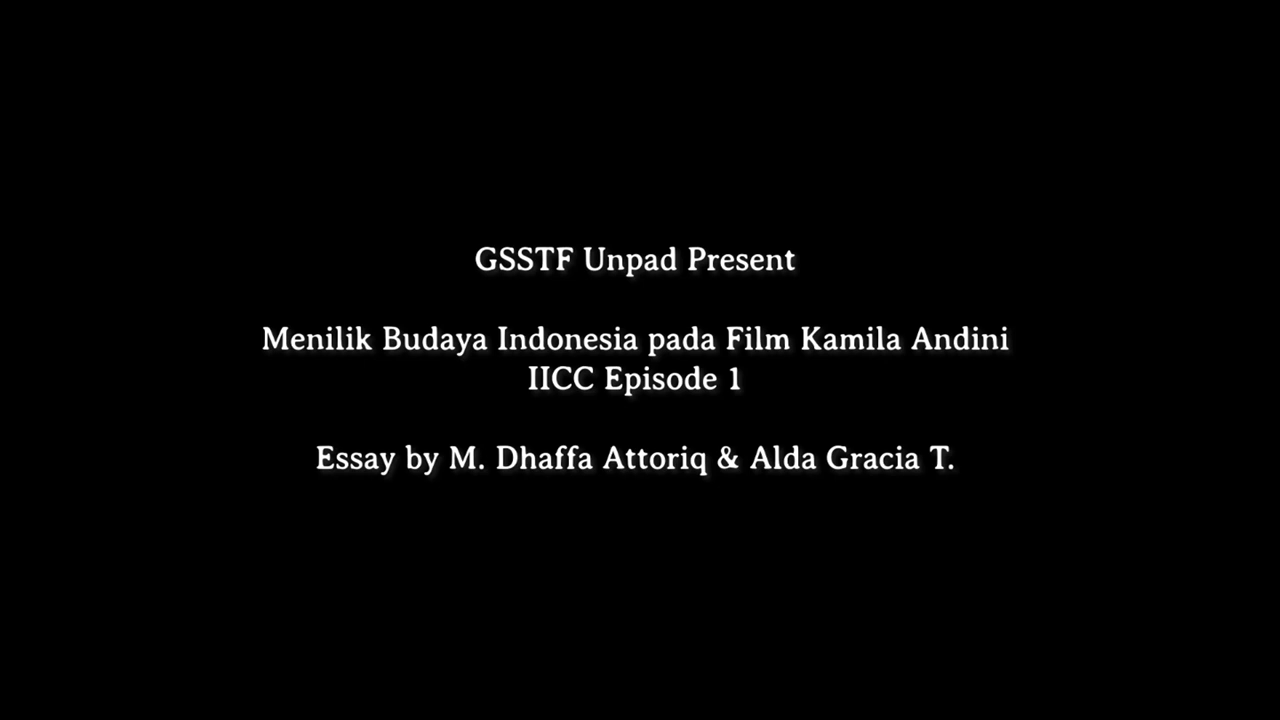 GSSTF Unpad Present
Menilik Budaya Indonesia pada Film Kamila Andini
IICC Episode 1
Essay by M. Dhaffa Attoriq & Alda Gracia T.